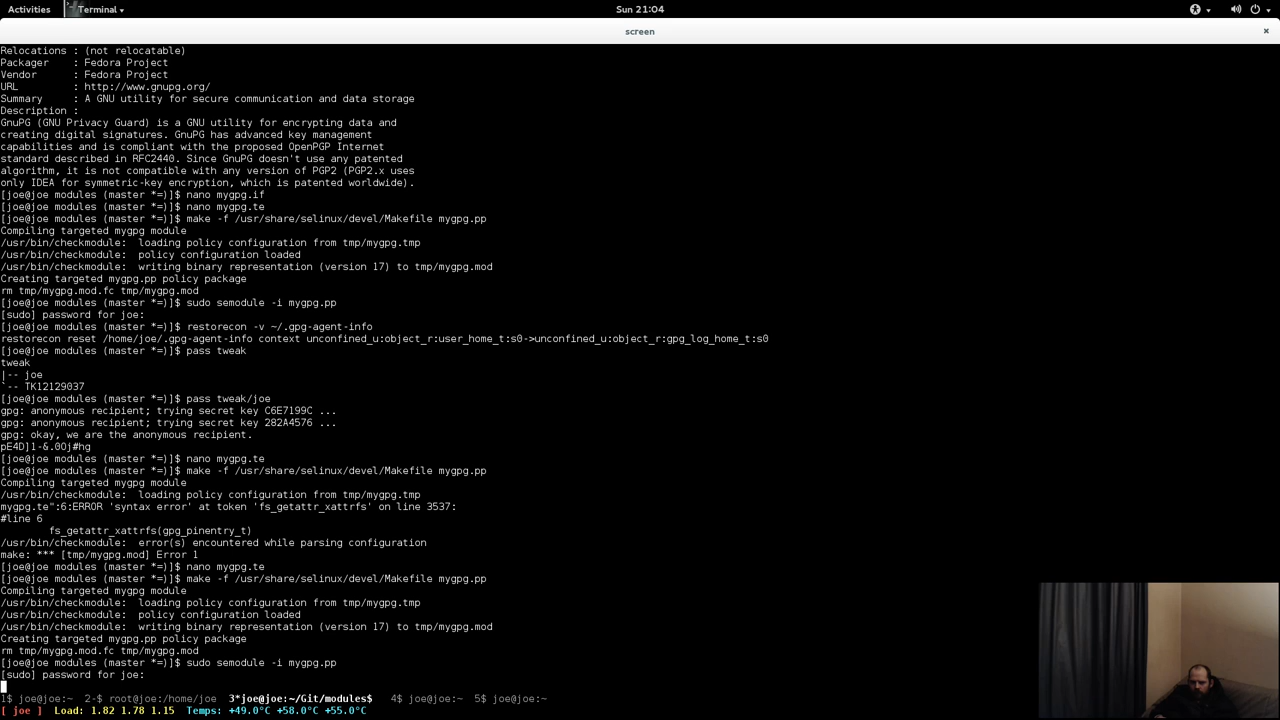 Activities
Terminal
Sun 21:04
screen
Relocations : (not relocatable)
Packager    : Fedora Project
Vendor      : Fedora Project
URL         : http://www.gnupg.org/
Summary     : A GNU utility for secure communication and data storage
Description :
GnuPG (GNU Privacy Guard) is a GNU utility for encrypting data and
creating digital signatures. GnuPG has advanced key management
capabilities and is compliant with the proposed OpenPGP Internet
standard described in RFC2440. Since GnuPG doesn't use any patented
algorithm, it is not compatible with any version of PGP2 (PGP2.x uses
only IDEA for symmetric-key encryption, which is patented worldwide).
[joe@joe modules (master *=)]$ nano mygpg.if
[joe@joe modules (master *=)]$ nano mygpg.te
[joe@joe modules (master *=)]$ make -f /usr/share/selinux/devel/Makefile mygpg.pp
Compiling targeted mygpg module
/usr/bin/checkmodule:  loading policy configuration from tmp/mygpg.tmp
/usr/bin/checkmodule:  policy configuration loaded
/usr/bin/checkmodule:  writing binary representation (version 17) to tmp/mygpg.mod
Creating targeted mygpg.pp policy package
rm tmp/mygpg.mod.fc tmp/mygpg.mod
[joe@joe modules (master *=)]$ sudo semodule -i mygpg.pp
[sudo] password for joe:
[joe@joe modules (master *=)]$ restorecon -v ~/.gpg-agent-info
restorecon reset /home/joe/.gpg-agent-info context unconfined_u:object_r:user_home_t:s0->unconfined_u:object_r:gpg_log_home_t:s0
[joe@joe modules (master *=)]$ pass tweak
tweak
|-- joe
`-- TK12129037
[joe@joe modules (master *=)]$ pass tweak/joe
gpg: anonymous recipient; trying secret key C6E7199C ...
gpg: anonymous recipient; trying secret key 282A4576 ...
gpg: okay, we are the anonymous recipient.
pE4D]1-&.0Oj#hg
[joe@joe modules (master *=)]$ nano mygpg.te
[joe@joe modules (master *=)]$ make -f /usr/share/selinux/devel/Makefile mygpg.pp
Compiling targeted mygpg module
/usr/bin/checkmodule:  loading policy configuration from tmp/mygpg.tmp
mygpg.te":6:ERROR 'syntax error' at token 'fs_getattr_xattrfs' on line 3537:
#line 6
        fs_getattr_xattrfs(gpg_pinentry_t)
/usr/bin/checkmodule:  error(s) encountered while parsing configuration
make: *** [tmp/mygpg.mod] Error 1
[joe@joe modules (master *=)]$ nano mygpg.te
[joe@joe modules (master *=)]$ make -f /usr/share/selinux/devel/Makefile mygpg.pp
Compiling targeted mygpg module
/usr/bin/checkmodule:  loading policy configuration from tmp/mygpg.tmp
/usr/bin/checkmodule:  policy configuration loaded
/usr/bin/checkmodule:  writing binary representation (version 17) to tmp/mygpg.mod
Creating targeted mygpg.pp policy package
rm tmp/mygpg.mod.fc tmp/mygpg.mod
[joe@joe modules (master *=)]$ sudo semodule -i mygpg.pp
[sudo] password for joe:
1$ joe@joe:~  2-$ root@joe:/home/joe  3*joe@joe:~/Git/modules$  4$ joe@joe:~  5$ joe@joe:~
[ joe ]  Load: 1.82 1.78 1.15  Temps: +49.0°C +58.0°C +55.0°C